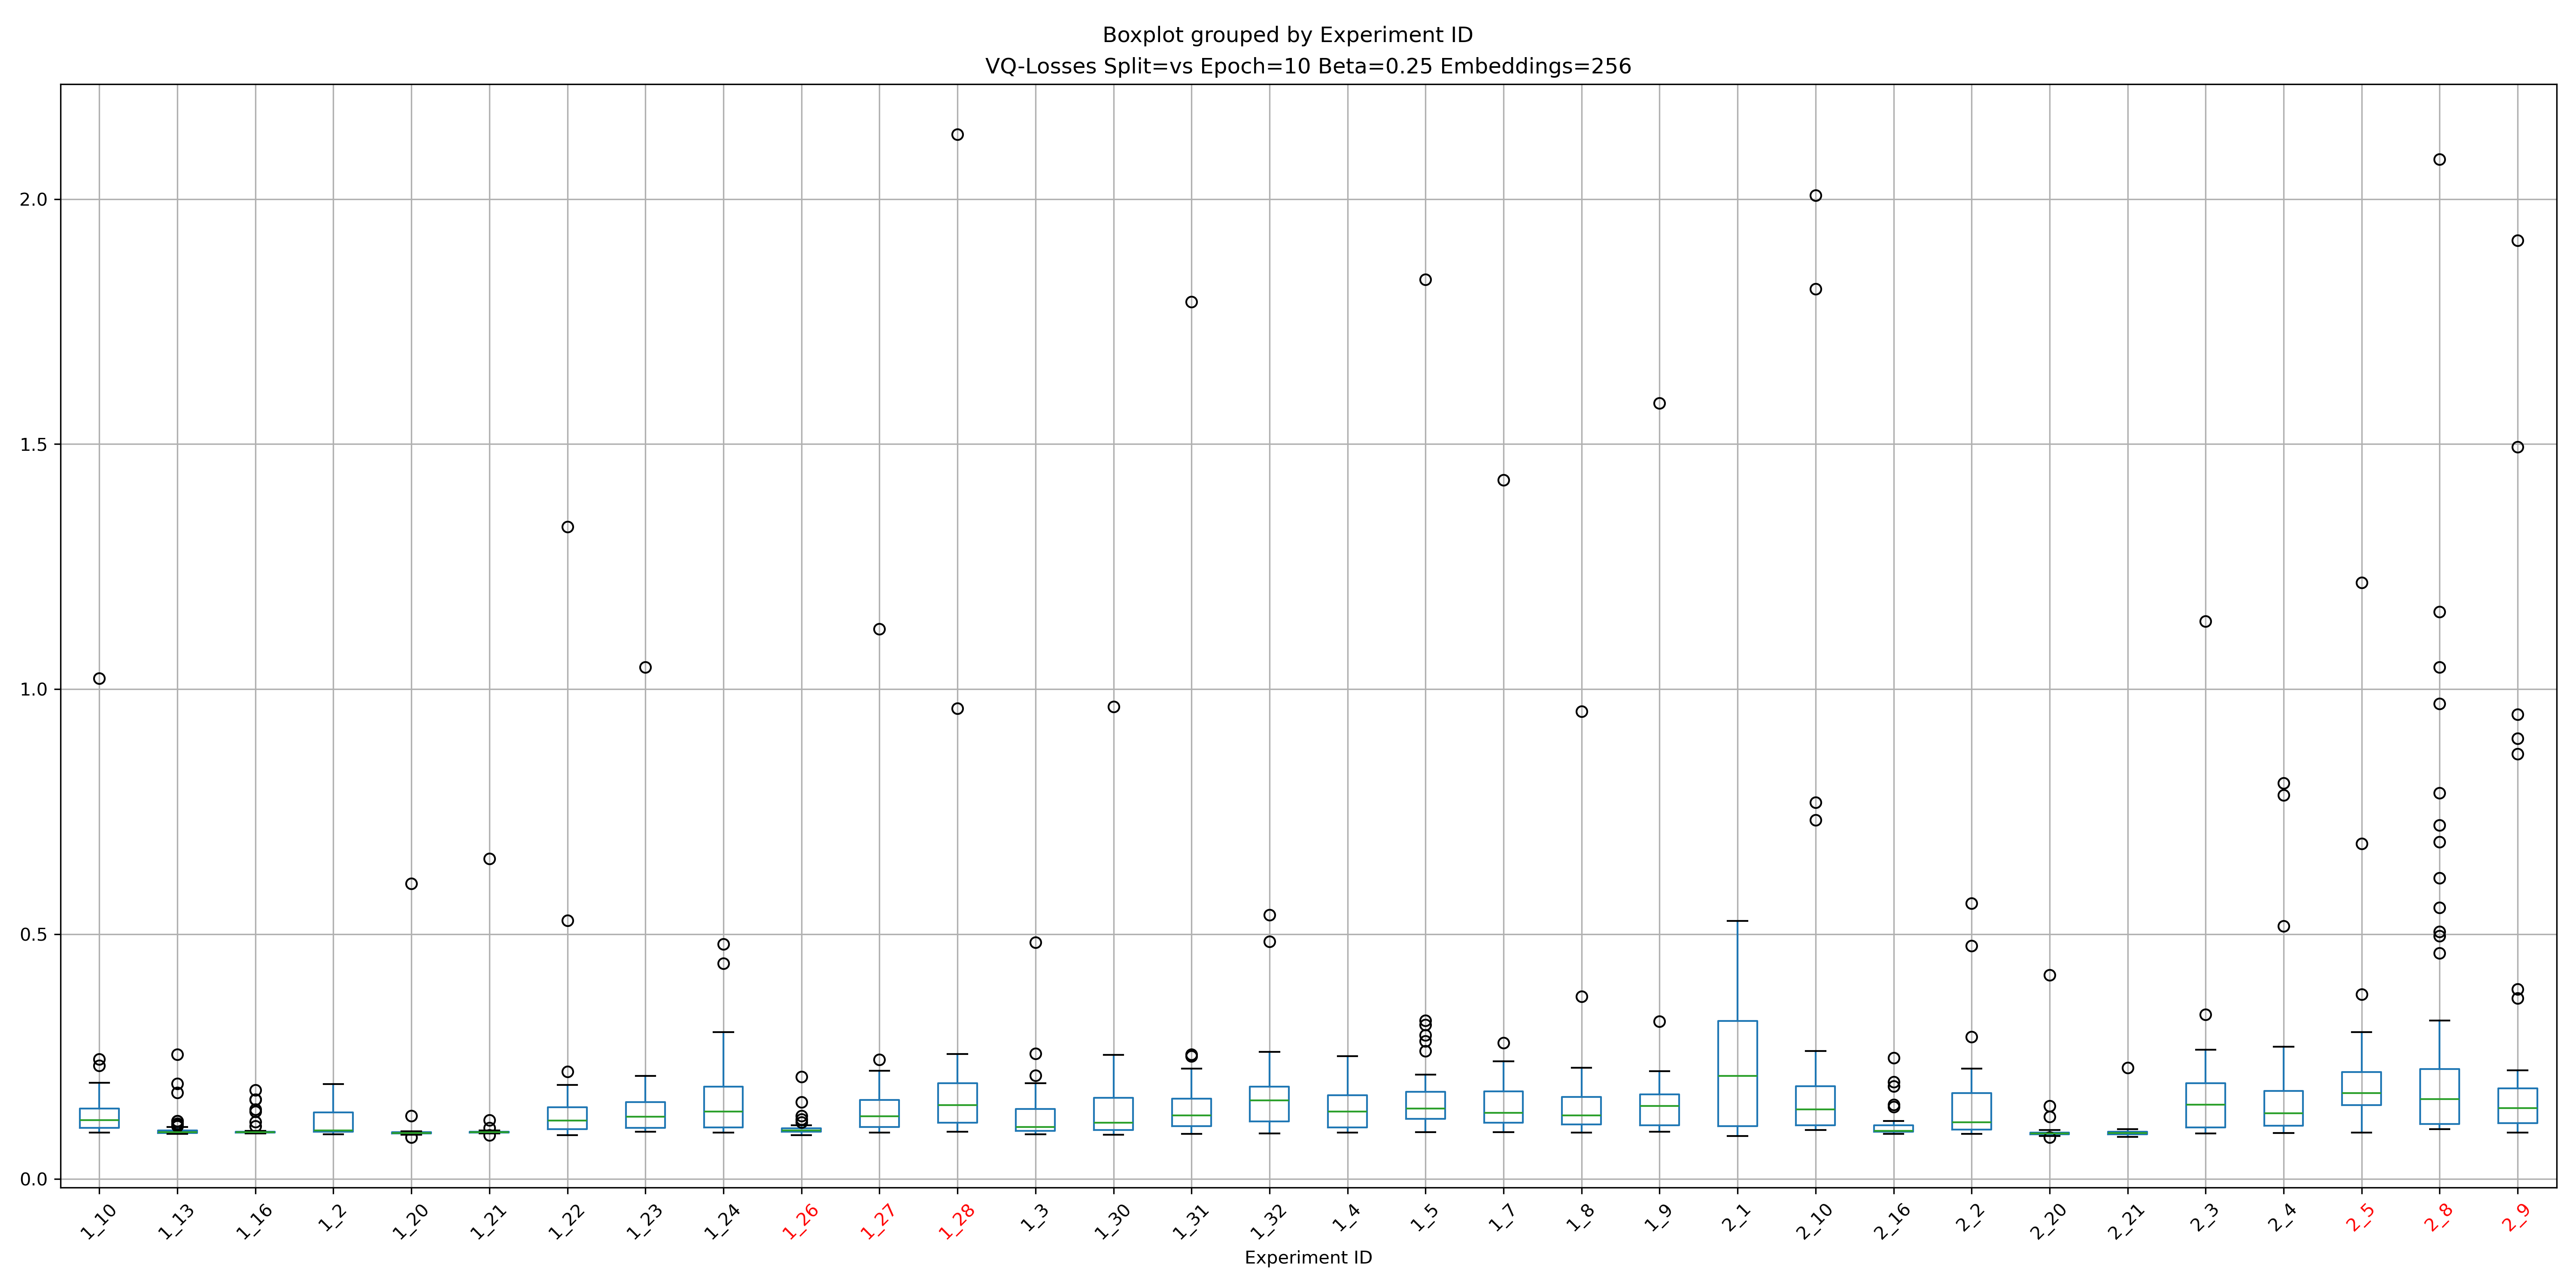 Boxplot grouped by Experiment ID
VQ-Losses Split=vs Epoch=10 Beta=0.25 Embeddings=256
2.0
1.5
1.0
0.5
0.0
1_10 1_13 1_16 1_2 1_20 1_21 1_22 1_23 1_24 1_26 1_27 1_28 1_3 1_30 1_31 1_32 1_4 1_5 1_7 1_8 1_9 2_1 2_10 2_16 2_2 2_20 2_21 2_3 2_4 2_5 2_8 2_9
Experiment ID